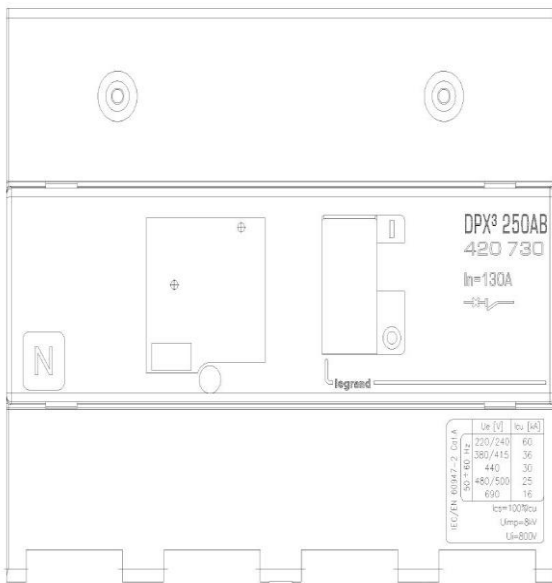 DPX³ 250AB
420 730
In=130A
I
O
N
legrand
IEC/EN 60947-2 Cat.A
50÷60 Hz
Ue [V] Icu [kA]
220/240 60
380/415 36
440 30
480/500 25
690 16
Ics=100%Icu
Uimp=8kV
Ui=800V